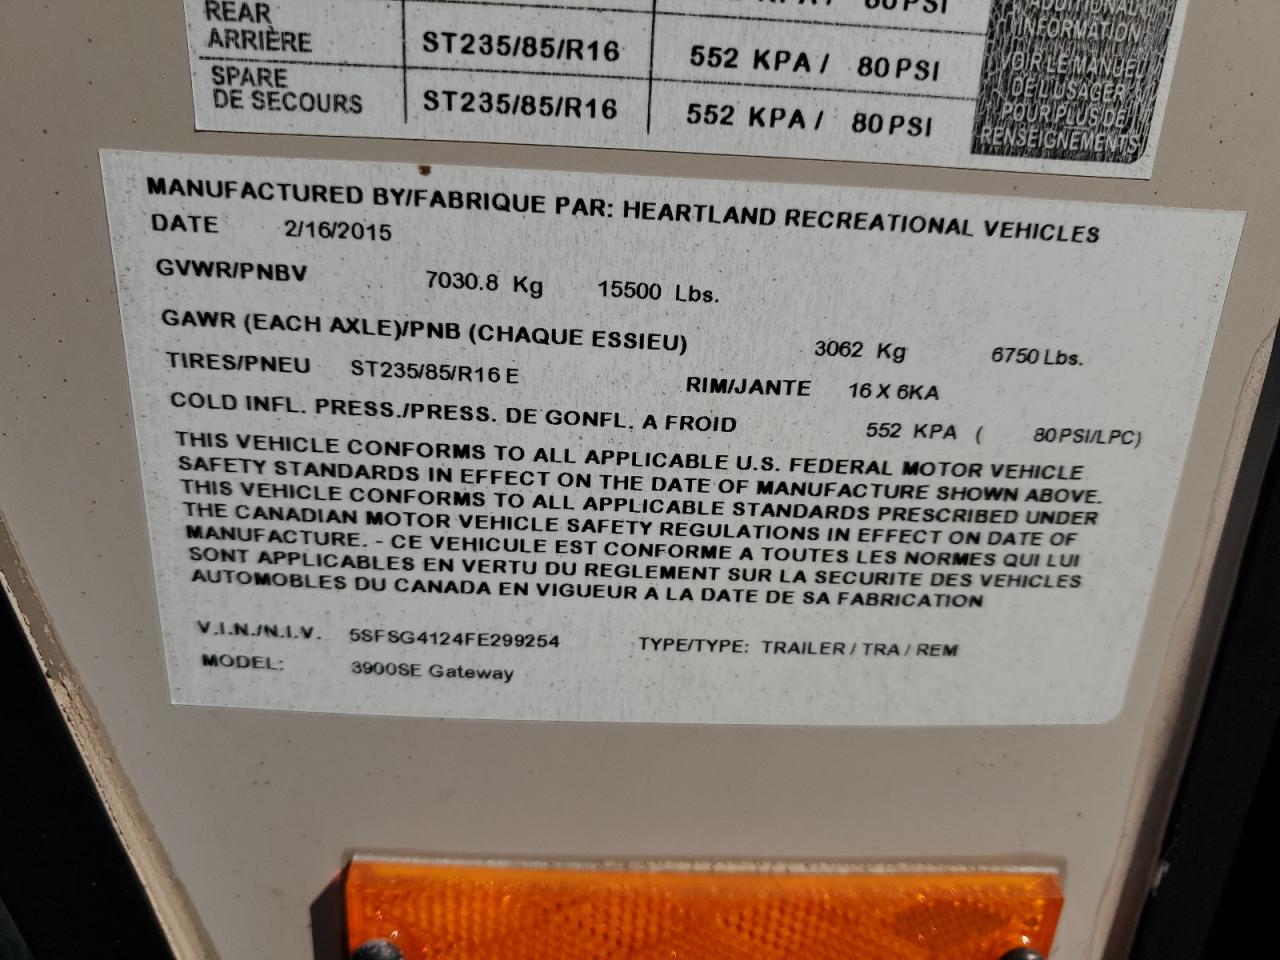 80PSI
REAR
ARRIÈRE ST235/85/R16 552 KPA / 80PSI
SPARE
DE SECOURS ST235/85/R16 552 KPA / 80PSI
ADDITIONAL
INFORMATION
VOIR LE MANUEL
DE L'USAGER
POUR PLUS DE
RENSEIGNEMENTS
MANUFACTURED BY/FABRIQUE PAR: HEARTLAND RECREATIONAL VEHICLES
DATE 2/16/2015
GVWR/PNBV 7030.8 Kg 15500 Lbs.
GAWR (EACH AXLE)/PNB (CHAQUE ESSIEU) 3062 Kg 6750 Lbs.
TIRES/PNEU ST235/85/R16 E RIM/JANTE 16 X 6KA
COLD INFL. PRESS./PRESS. DE GONFL. A FROID 552 KPA ( 80PSI/LPC)
THIS VEHICLE CONFORMS TO ALL APPLICABLE U.S. FEDERAL MOTOR VEHICLE
SAFETY STANDARDS IN EFFECT ON THE DATE OF MANUFACTURE SHOWN ABOVE.
THIS VEHICLE CONFORMS TO ALL APPLICABLE STANDARDS PRESCRIBED UNDER
THE CANADIAN MOTOR VEHICLE SAFETY REGULATIONS IN EFFECT ON DATE OF
MANUFACTURE. - CE VEHICULE EST CONFORME A TOUTES LES NORMES QUI LUI
SONT APPLICABLES EN VERTU DU REGLEMENT SUR LA SECURITE DES VEHICLES
AUTOMOBLES DU CANADA EN VIGUEUR A LA DATE DE SA FABRICATION
V.I.N./N.I.V. 5SFSG4124FE299254 TYPE/TYPE: TRAILER / TRA / REM
MODEL: 3900SE Gateway